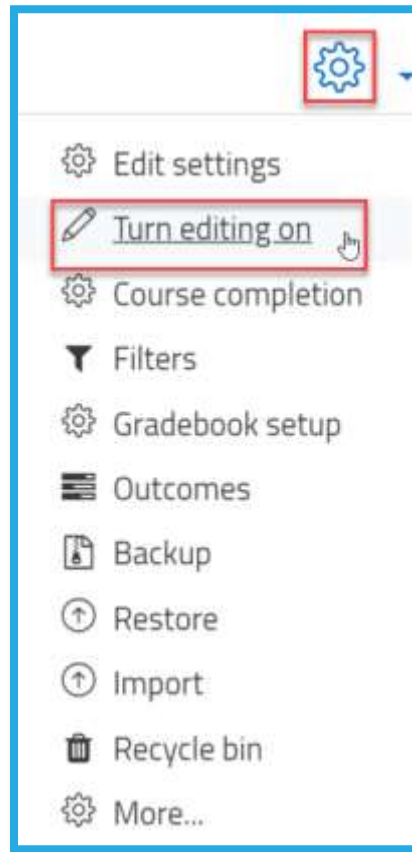 Edit settings
Turn editing on
Course completion
Filters
Gradebook setup
Outcomes
Backup
Restore
Import
Recycle bin
More...